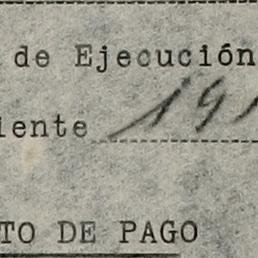 de Ejecución
iente 191
TO DE PAGO